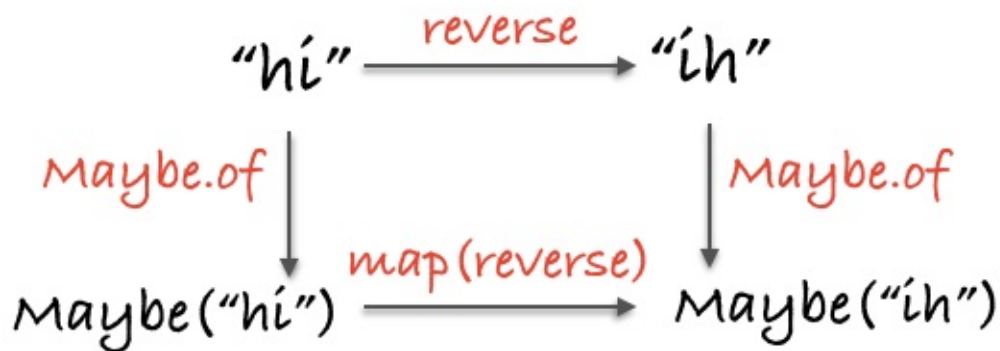 reverse
“hi” “ih”
Maybe.of Maybe.of
map(reverse)
Maybe(“hi”) Maybe(“ih”)